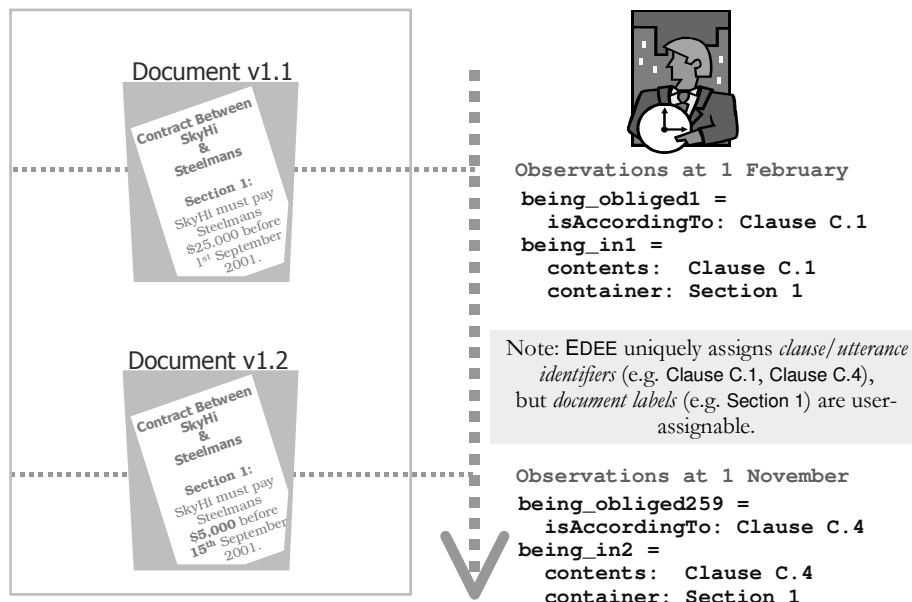 Document v1.1
Contract Between
SkyHi
&
Steelmans
Section 1:
SkyHi must pay
Steelmans
$25,000 before
1st September
2001.
Observations at 1 February
being_obliged1 =
isAccordingTo: Clause C.1
being_in1 =
contents: Clause C.1
container: Section 1
Note: EDEE uniquely assigns clause/utterance
identifiers (e.g. Clause C.1, Clause C.4),
but document labels (e.g. Section 1) are user-
assignable.
Document v1.2
Contract Between
SkyHi
&
Steelmans
Section 1:
SkyHi must pay
Steelmans
$5,000 before
15th September
2001.
Observations at 1 November
being_obliged259 =
isAccordingTo: Clause C.4
being_in2 =
contents: Clause C.4
container: Section 1